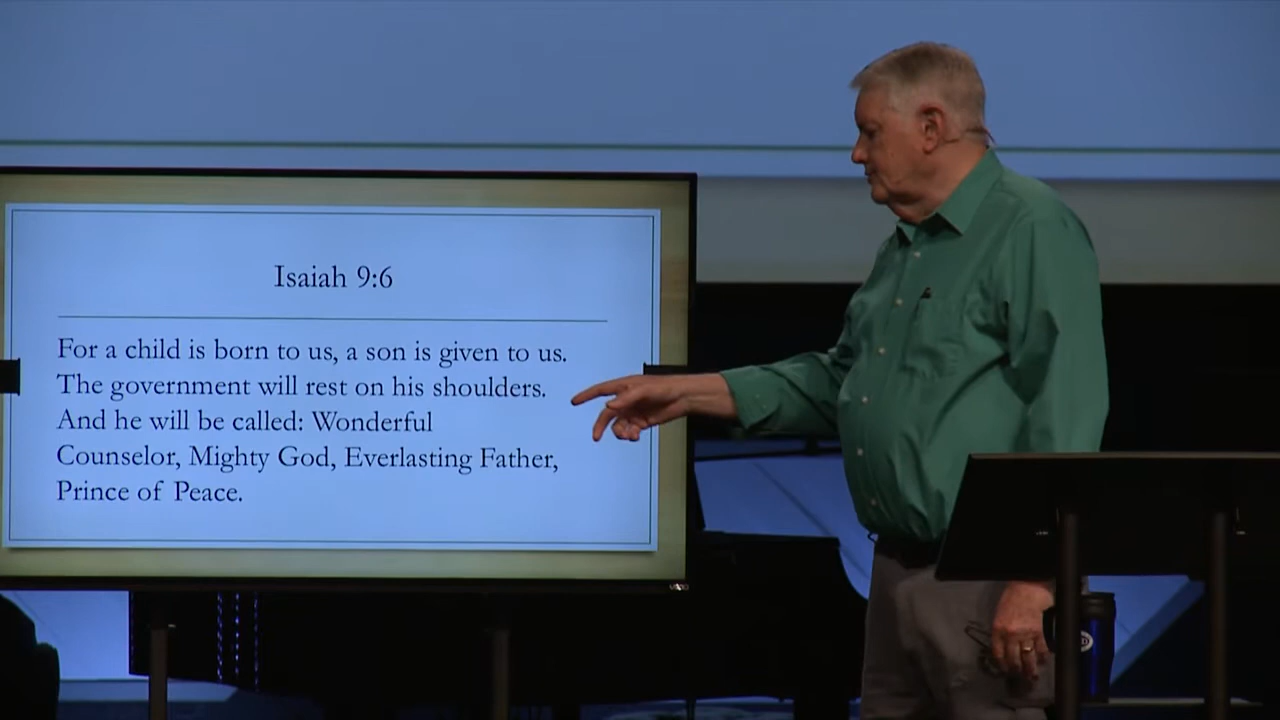 Isaiah 9:6
For a child is born to us, a son is given to us.
The government will rest on his shoulders.
And he will be called: Wonderful
Counselor, Mighty God, Everlasting Father,
Prince of Peace.